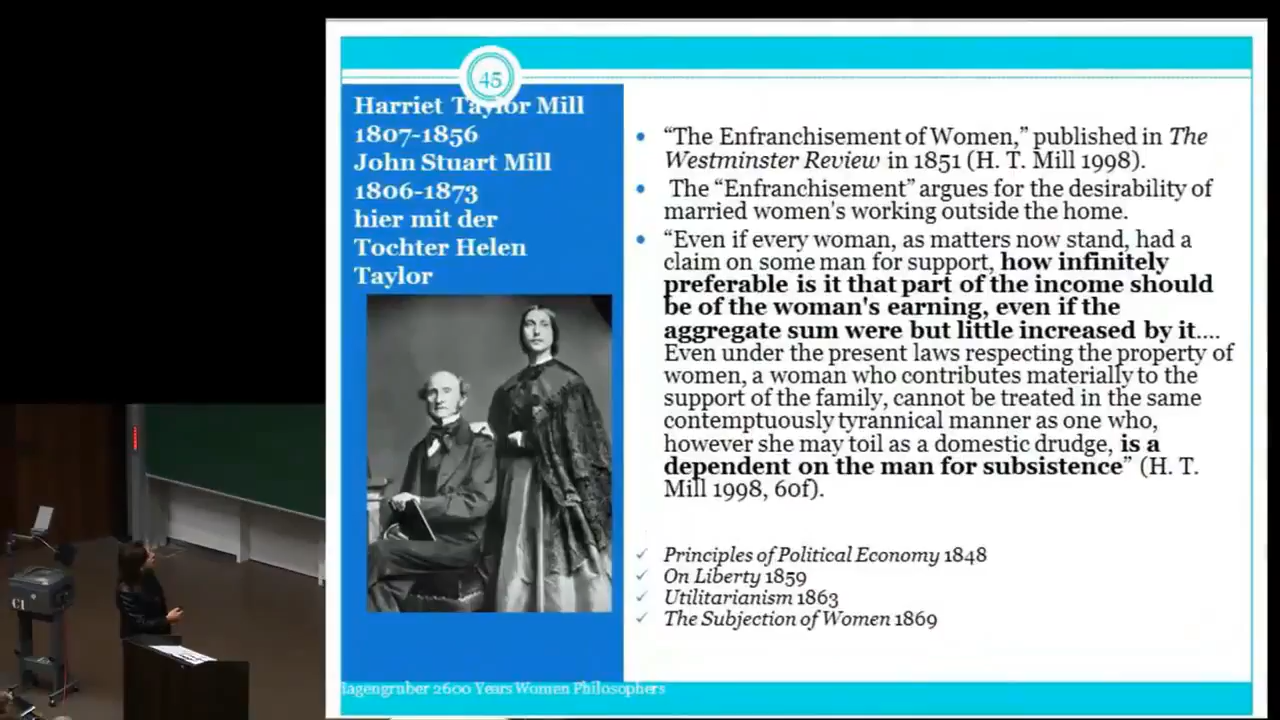 45
Harriet Taylor Mill
1807-1856
John Stuart Mill
1806-1873
hier mit der
Tochter Helen
Taylor
“The Enfranchisement of Women,” published in The
Westminster Review in 1851 (H. T. Mill 1998).
The “Enfranchisement” argues for the desirability of
married women's working outside the home.
“Even if every woman, as matters now stand, had a
claim on some man for support, how infinitely
preferable is it that part of the income should
be of the woman's earning, even if the
aggregate sum were but little increased by it....
Even under the present laws respecting the property of
women, a woman who contributes materially to the
support of the family, cannot be treated in the same
contemptuously tyrannical manner as one who,
however she may toil as a domestic drudge, is a
dependent on the man for subsistence” (H. T.
Mill 1998, 60f).
Principles of Political Economy 1848
On Liberty 1859
Utilitarianism 1863
The Subjection of Women 1869
C1
Hagengruber 2600 Years Women Philosophers